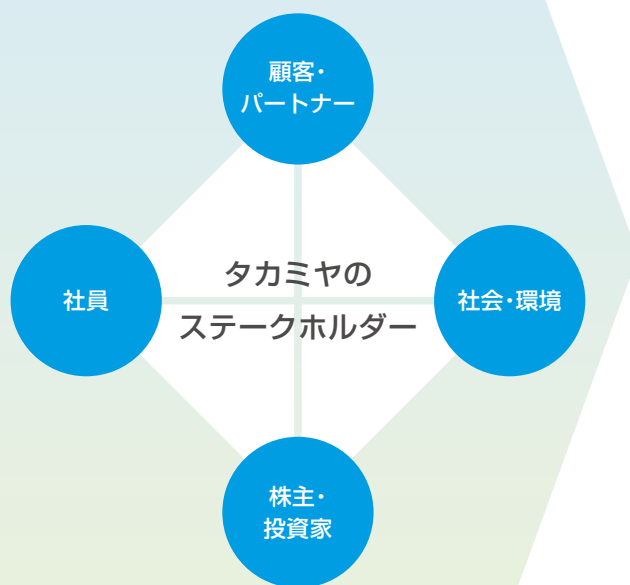 顧客・
パートナー
社員
タカミヤの
ステークホルダー
社会・環境
株主・
投資家